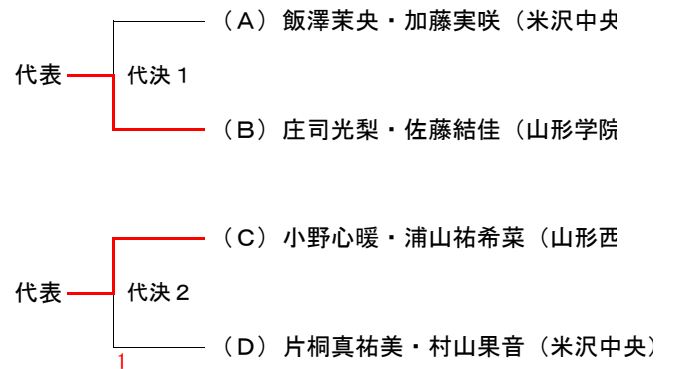 （Ａ）飯澤茉央・加藤実咲（米沢中央
代表
代決１
（Ｂ）庄司光梨・佐藤結佳（山形学院
（Ｃ）小野心暖・浦山祐希菜（山形西
代表
代決２
（Ｄ）片桐真祐美・村山果音（米沢中央）
1